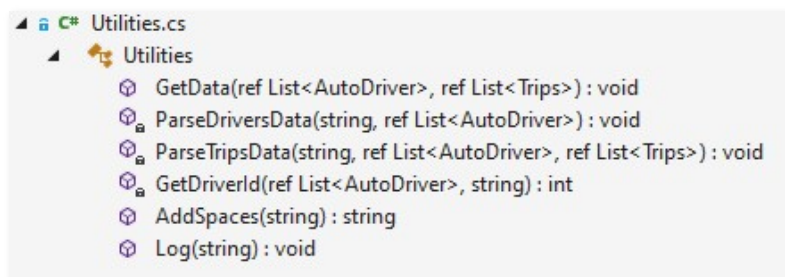 C# Utilities.cs
Utilities
GetData(ref List<AutoDriver>, ref List<Trips>) : void
ParseDriversData(string, ref List<AutoDriver>) : void
ParseTripsData(string, ref List<AutoDriver>, ref List<Trips>) : void
GetDriverId(ref List<AutoDriver>, string) : int
AddSpaces(string) : string
Log(string) : void